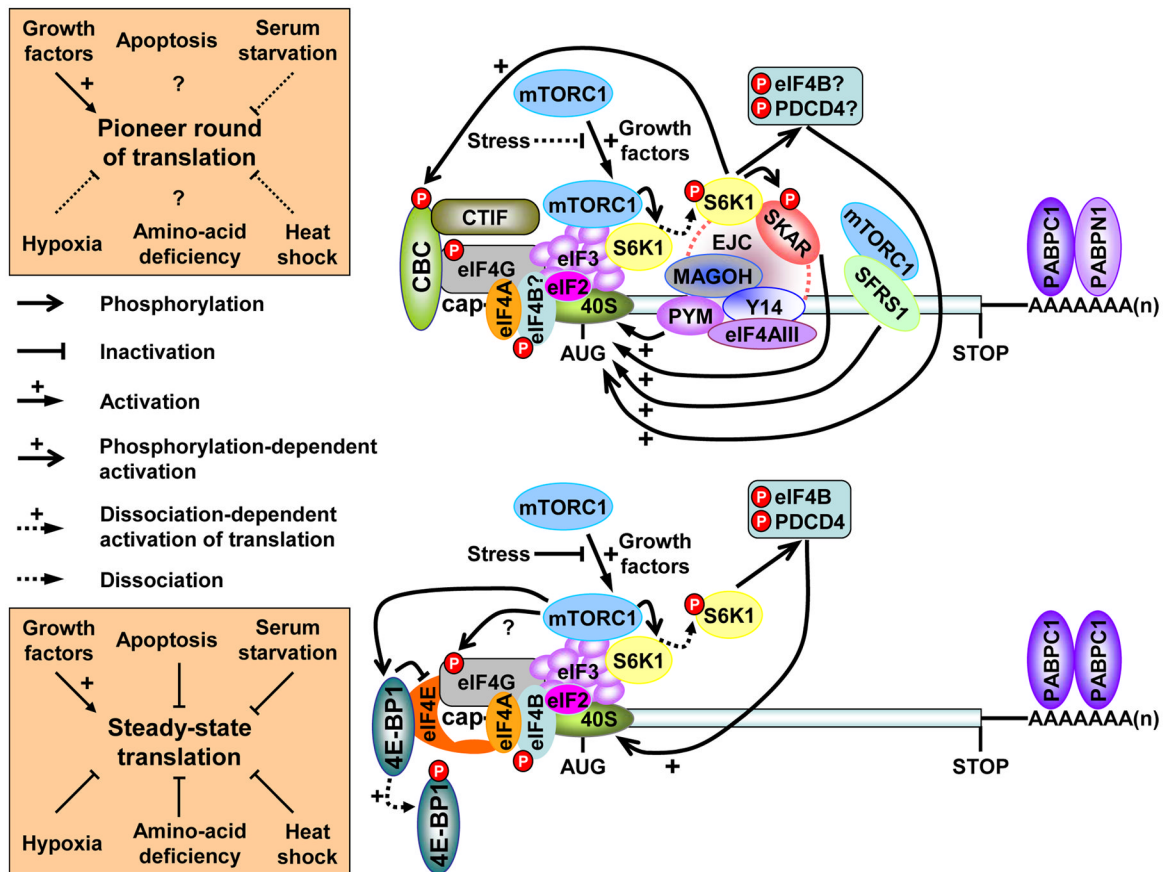 Growth
factors
Apoptosis
Serum
starvation
+
?
Pioneer round
of translation
?
Hypoxia
Amino-acid
deficiency
Heat
shock
Phosphorylation
Inactivation
+
Activation
+
Phosphorylation-dependent
activation
+
Dissociation-dependent
activation of translation
Dissociation
Growth
factors
Apoptosis
Serum
starvation
+
Steady-state
translation
Hypoxia
Amino-acid
deficiency
Heat
shock
+
mTORC1
P eIF4B?
P PDCD4?
Stress
+ Growth
factors
P
CTIF
mTORC1
P S6K1
P
SKAR
mTORC1
PABPC1
PABPN1
CBC
P
eIF4G
eIF3
S6K1
EJC
MAGOH
SFRS1
cap-
eIF4A
eIF4B?
eIF2
40S
PYM
Y14
eIF4AIII
AAAAAAA(n)
P
AUG
STOP
+
+
+
+
mTORC1
P eIF4B
P PDCD4
Stress
+ Growth
factors
mTORC1
P S6K1
?
P
eIF4G
eIF3
S6K1
PABPC1
PABPC1
4E-BP1
eIF4E
cap-
eIF4A
eIF4B
eIF2
40S
AAAAAAA(n)
P
AUG
+
STOP
+
P
4E-BP1